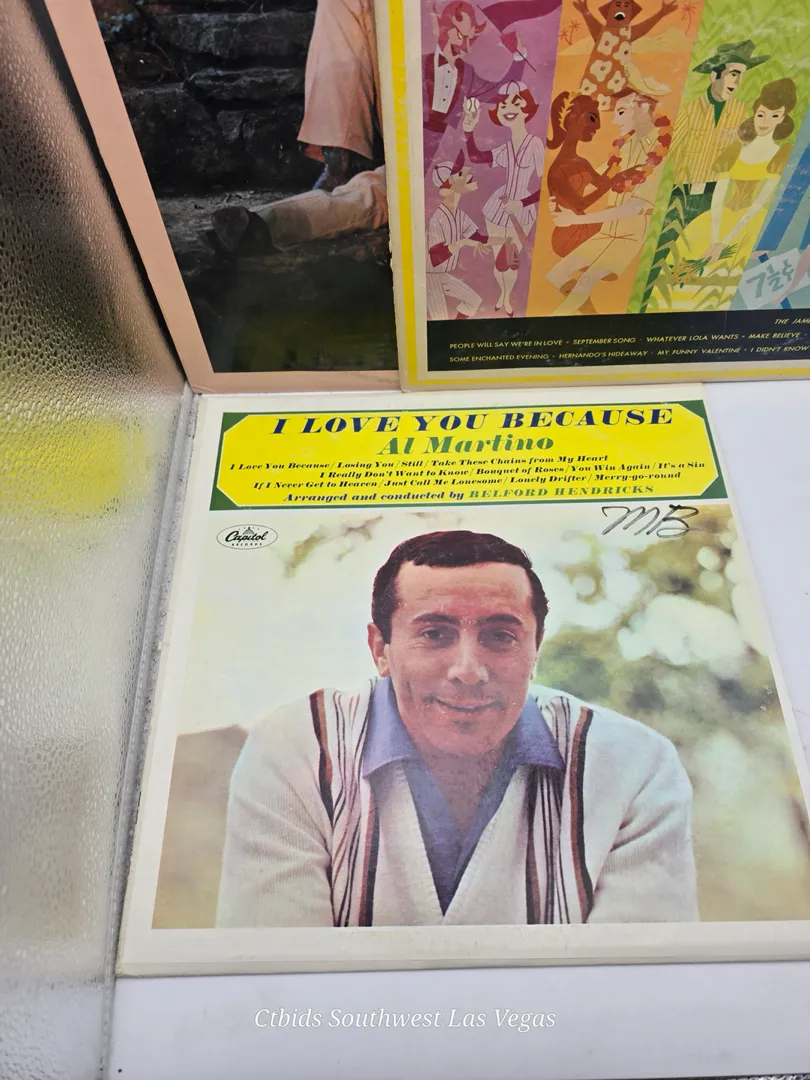 7½¢
THE JAM
PEOPLE WILL SAY WE'RE IN LOVE • SEPTEMBER SONG • WHATEVER LOLA WANTS • MAKE BELIEVE •
SOME ENCHANTED EVENING • HERNANDO'S HIDEAWAY • MY FUNNY VALENTINE • I DIDN'T KNOW
I LOVE YOU BECAUSE
Al Martino
I Love You Because / Losing You / Still / Take These Chains from My Heart
I Really Don't Want to Know / Bouquet of Roses / You Win Again / It's a Sin
If I Never Get to Heaven / Just Call Me Lonesome / Lonely Drifter / Merry-go-round
Arranged and conducted by BELFORD HENDRICKS
MB
Capitol
RECORDS
Ctbids Southwest Las Vegas